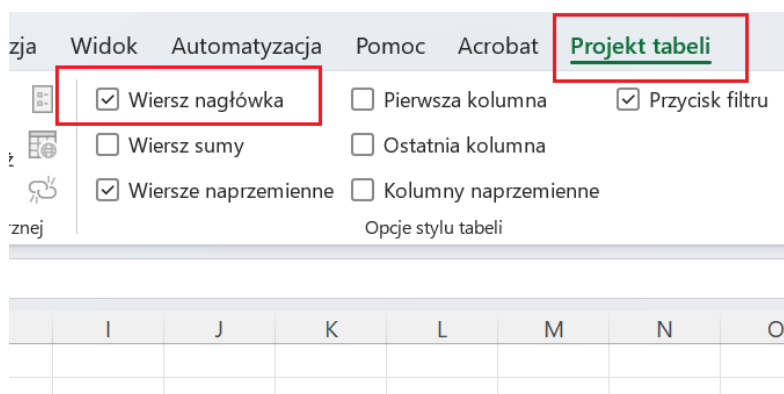 zja Widok Automatyzacja Pomoc Acrobat Projekt tabeli
Wiersz nagłówka Pierwsza kolumna Przycisk filtru
Wiersz sumy Ostatnia kolumna
Wiersze naprzemienne Kolumny naprzemienne
znej Opcje stylu tabeli
I J K L M N O